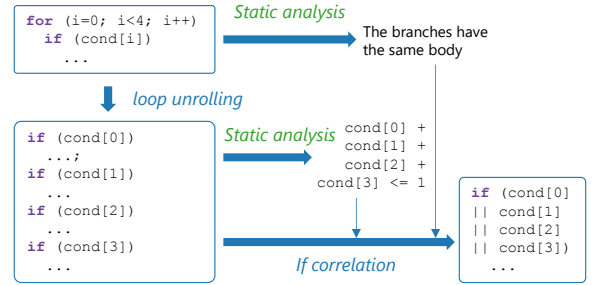 for (i=0; i<4; i++)
if (cond[i])
...
Static analysis
The branches have
the same body
loop unrolling
if (cond[0])
...;
if (cond[1])
...
if (cond[2])
...
if (cond[3])
...
Static analysis
cond[0] +
cond[1] +
cond[2] +
cond[3] <= 1
If correlation
if (cond[0]
|| cond[1]
|| cond[2]
|| cond[3])
...